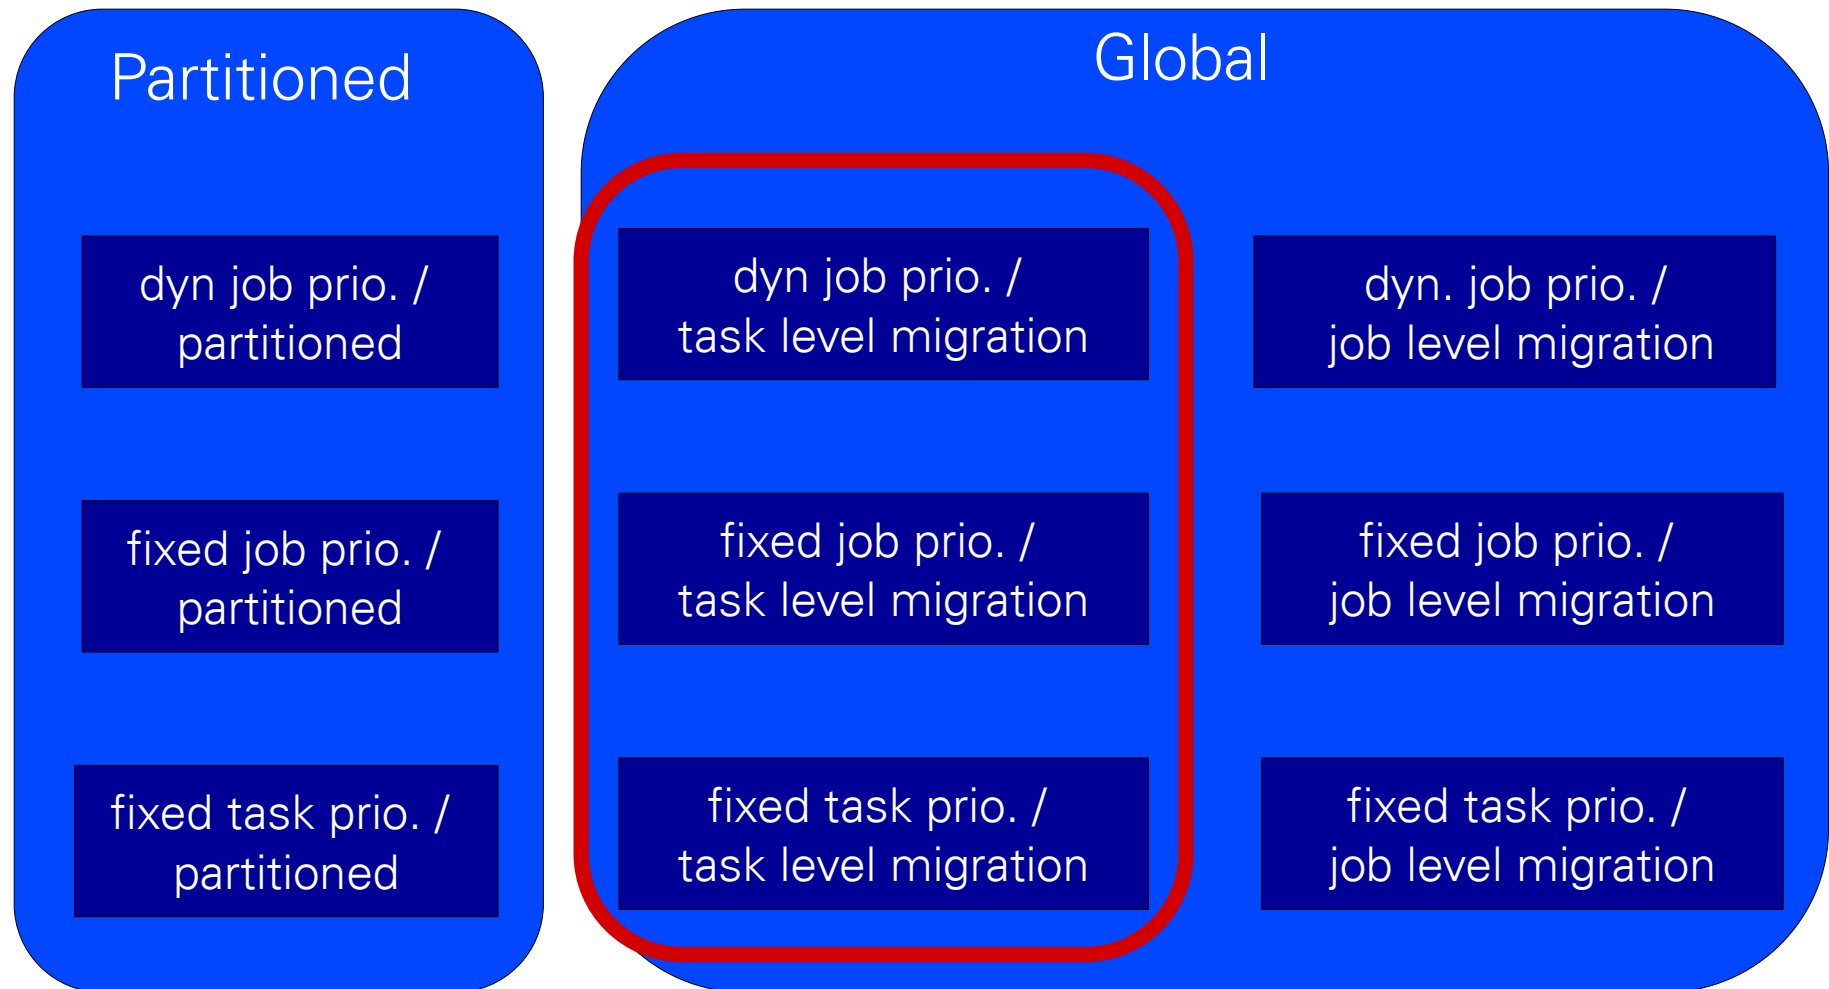 Partitioned
dyn job prio. /
partitioned
fixed job prio. /
partitioned
fixed task prio. /
partitioned
Global
dyn job prio. /
task level migration
dyn. job prio. /
job level migration
fixed job prio. /
task level migration
fixed job prio. /
job level migration
fixed task prio. /
task level migration
fixed task prio. /
job level migration